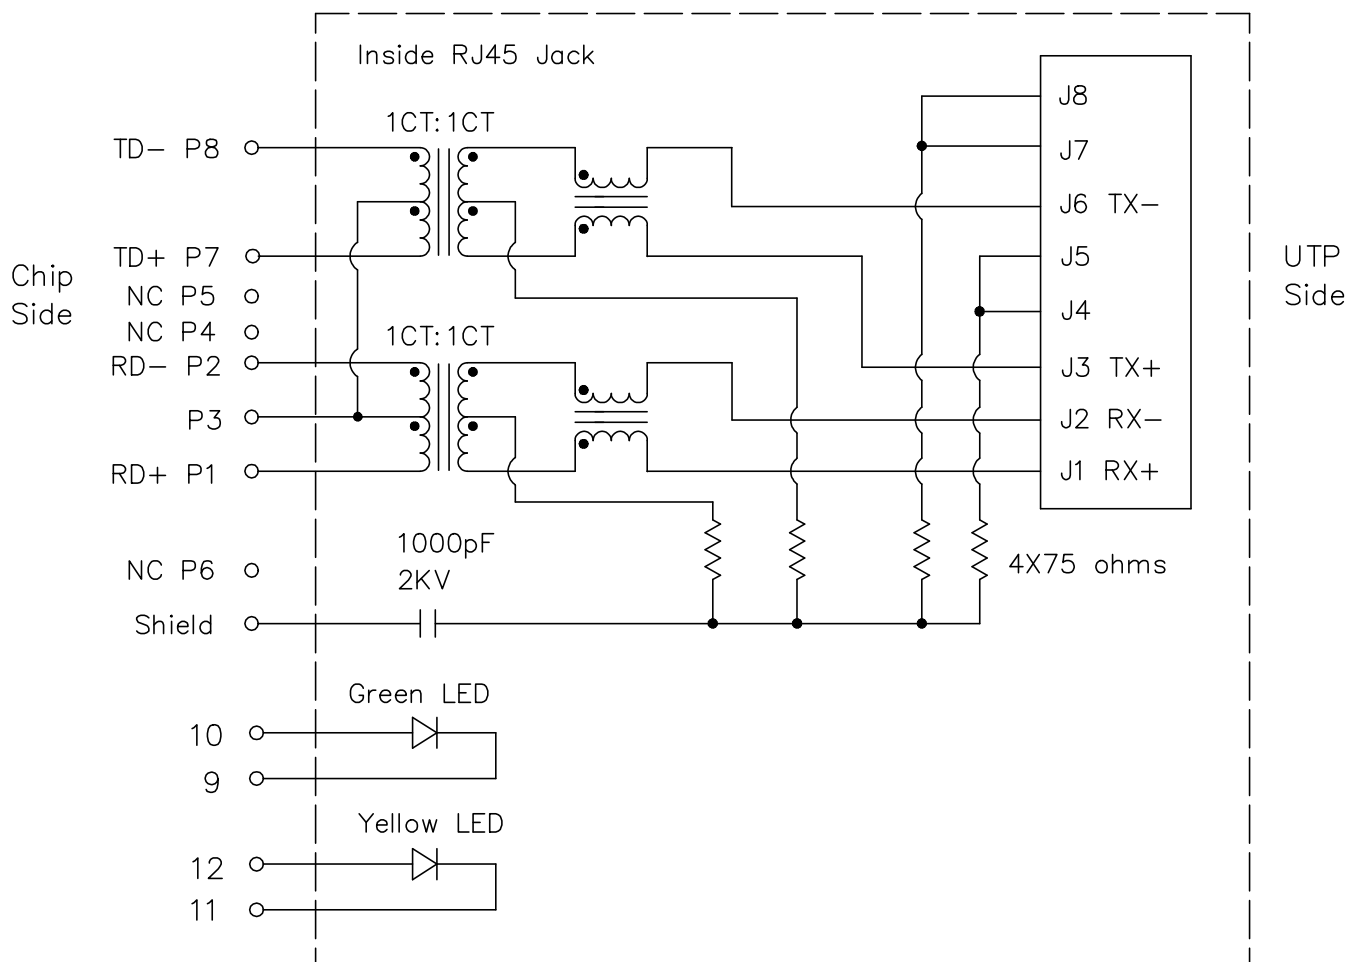 Inside RJ45 Jack
1CT:1CT
TD- P8
TD+ P7
NC P5
NC P4
RD- P2
P3
RD+ P1
NC P6
Shield
Chip
Side
1CT:1CT
1000pF
2KV
J8
J7
J6 TX-
J5
J4
J3 TX+
J2 RX-
J1 RX+
4X75 ohms
UTP
Side
Green LED
10
9
Yellow LED
12
11